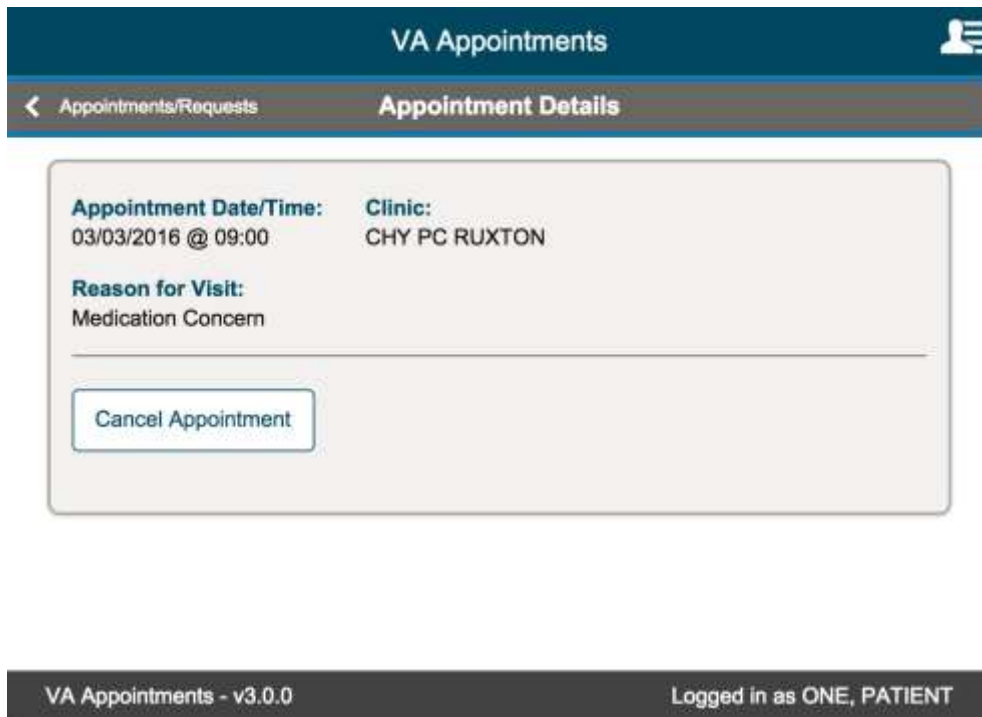 VA Appointments
Appointments/Requests Appointment Details
Appointment Date/Time: Clinic:
03/03/2016 @ 09:00 CHY PC RUXTON
Reason for Visit:
Medication Concern
Cancel Appointment
VA Appointments - v3.0.0 Logged in as ONE, PATIENT